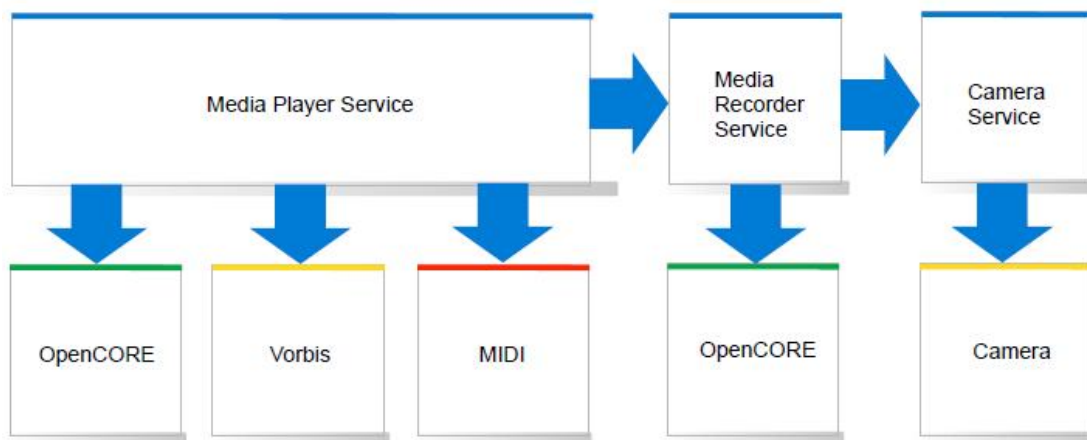 Media Player Service
Media
Recorder
Service
Camera
Service
OpenCORE
Vorbis
MIDI
OpenCORE
Camera